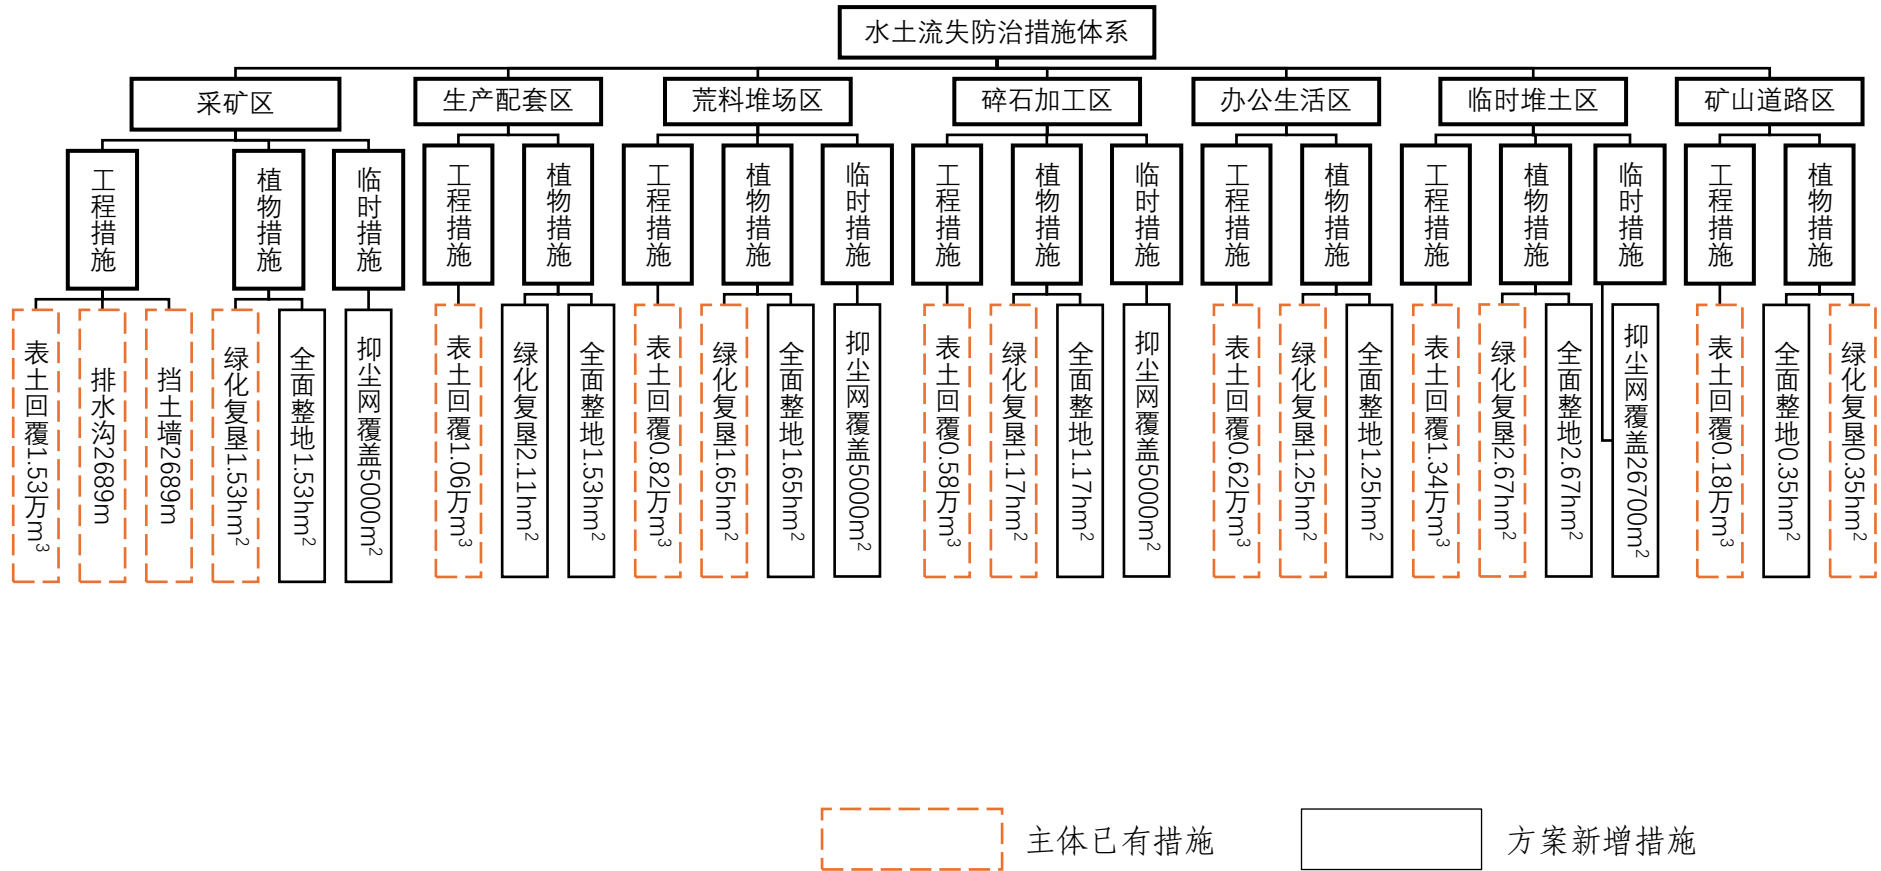 水土流失防治措施体系
采矿区
生产配套区
荒料堆场区
碎石加工区
办公生活区
临时堆土区
矿山道路区
工程措施
植物措施
临时措施
工程措施
植物措施
工程措施
植物措施
临时措施
工程措施
植物措施
临时措施
工程措施
植物措施
工程措施
植物措施
临时措施
工程措施
植物措施
表土回覆1.53万m³
排水沟2689m
挡土墙2689m
绿化复垦1.53hm²
全面整地1.53hm²
抑尘网覆盖5000m²
表土回覆1.06万m³
绿化复垦2.11hm²
全面整地1.53hm²
表土回覆0.82万m³
绿化复垦1.65hm²
全面整地1.65hm²
抑尘网覆盖5000m²
表土回覆0.58万m³
绿化复垦1.17hm²
全面整地1.17hm²
抑尘网覆盖5000m²
表土回覆0.62万m³
绿化复垦1.25hm²
全面整地1.25hm²
表土回覆1.34万m³
绿化复垦2.67hm²
全面整地2.67hm²
抑尘网覆盖26700m²
表土回覆0.18万m³
全面整地0.35hm²
绿化复垦0.35hm²
主体已有措施
方案新增措施